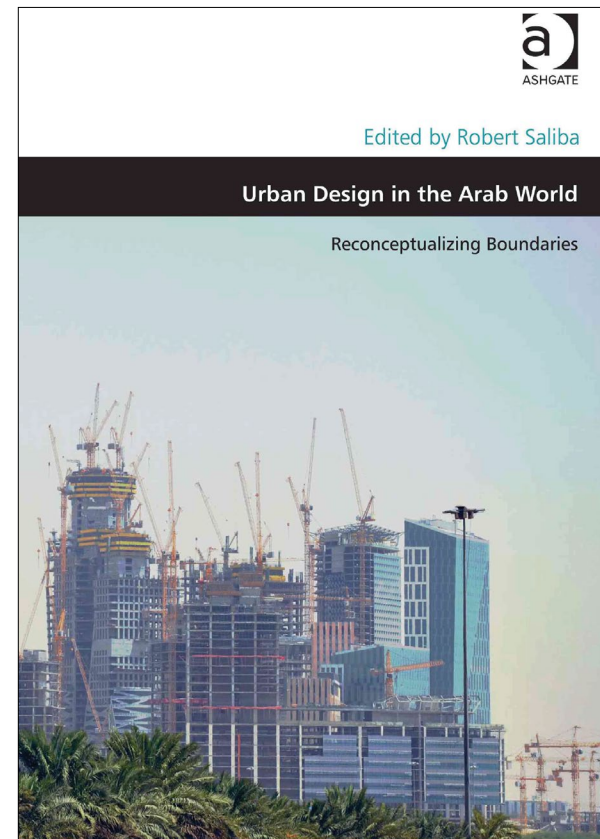 a
ASHGATE
Edited by Robert Saliba
Urban Design in the Arab World
Reconceptualizing Boundaries